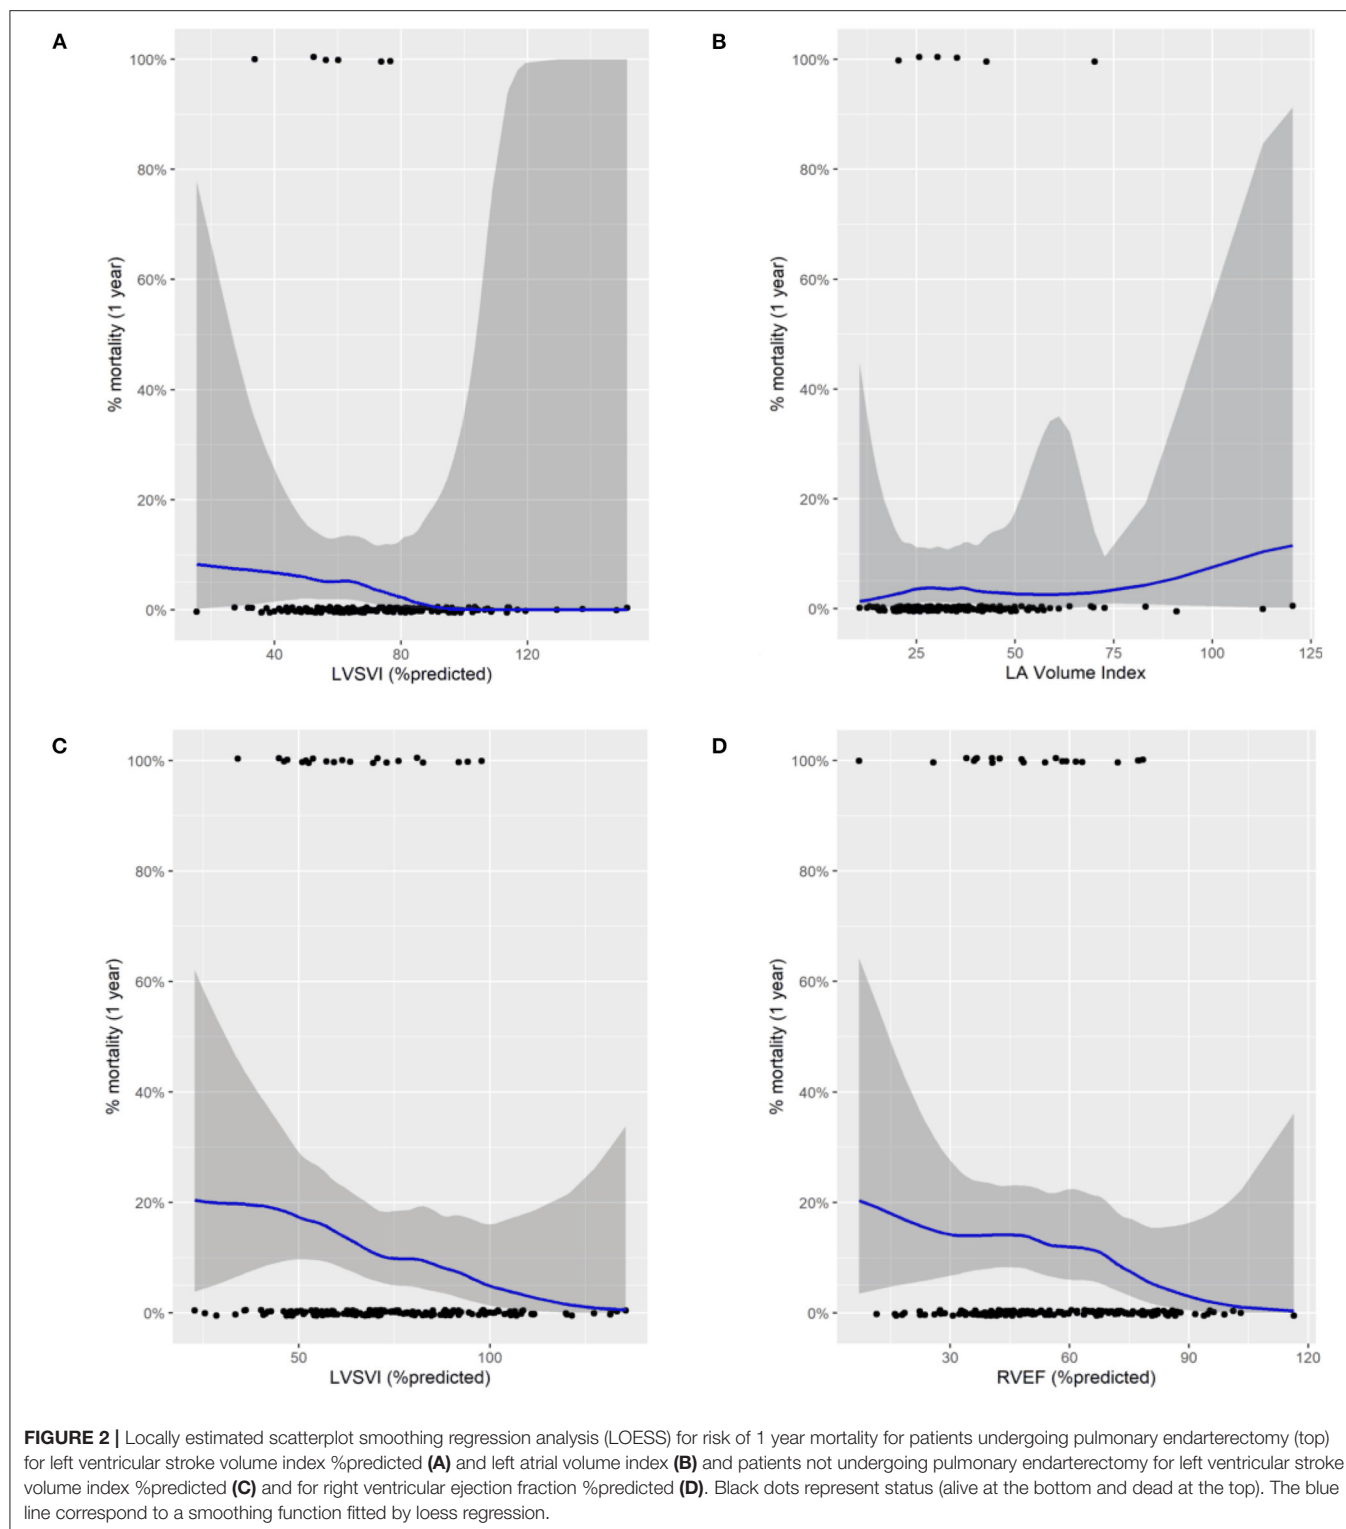 A
100%
80%
60%
40%
20%
0%
% mortality (1 year)
40 80 120
LVSVI (%predicted)
B
100%
80%
60%
40%
20%
0%
% mortality (1 year)
25 50 75 100 125
LA Volume Index
C
100%
80%
60%
40%
20%
0%
% mortality (1 year)
50 100
LVSVI (%predicted)
D
100%
80%
60%
40%
20%
0%
% mortality (1 year)
30 60 90 120
RVEF (%predicted)
FIGURE 2 | Locally estimated scatterplot smoothing regression analysis (LOESS) for risk of 1 year mortality for patients undergoing pulmonary endarterectomy (top)
for left ventricular stroke volume index %predicted (A) and left atrial volume index (B) and patients not undergoing pulmonary endarterectomy for left ventricular stroke
volume index %predicted (C) and for right ventricular ejection fraction %predicted (D). Black dots represent status (alive at the bottom and dead at the top). The blue
line correspond to a smoothing function fitted by loess regression.